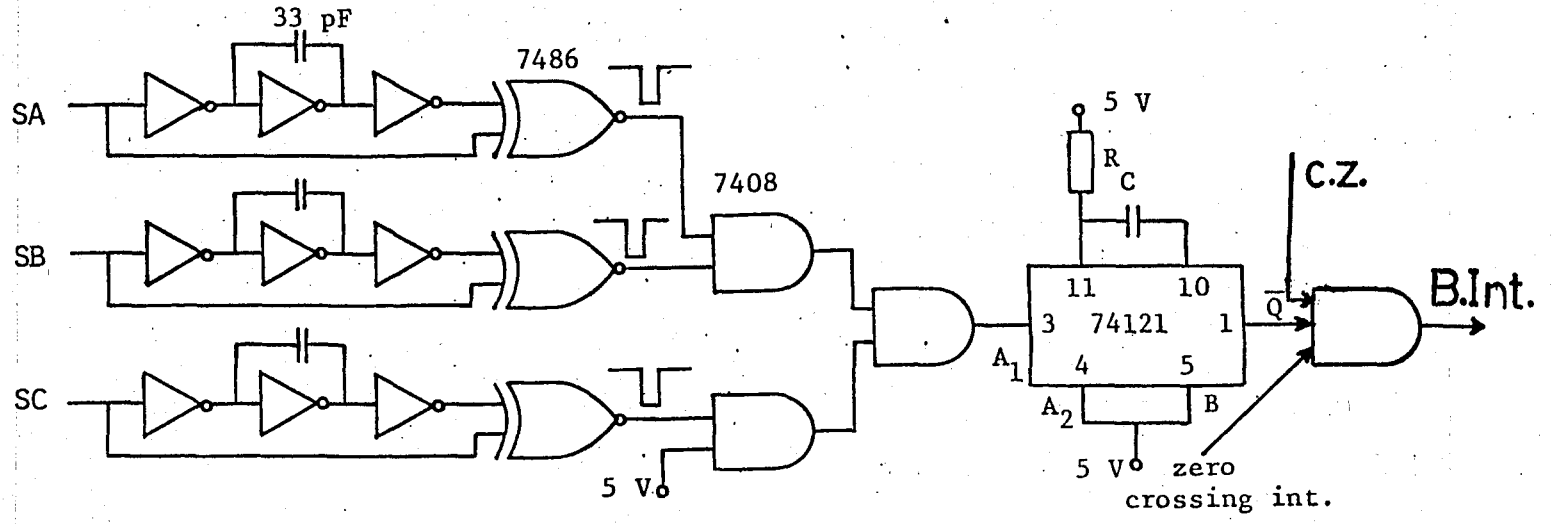 33 pF
7486
SA
7408
SB
SC
5 V
5 V
R
C
11 10
3 74121 1
4 5
A1
A2
B
5 V
Q̅
C.Z.
B.Int.
zero
crossing int.